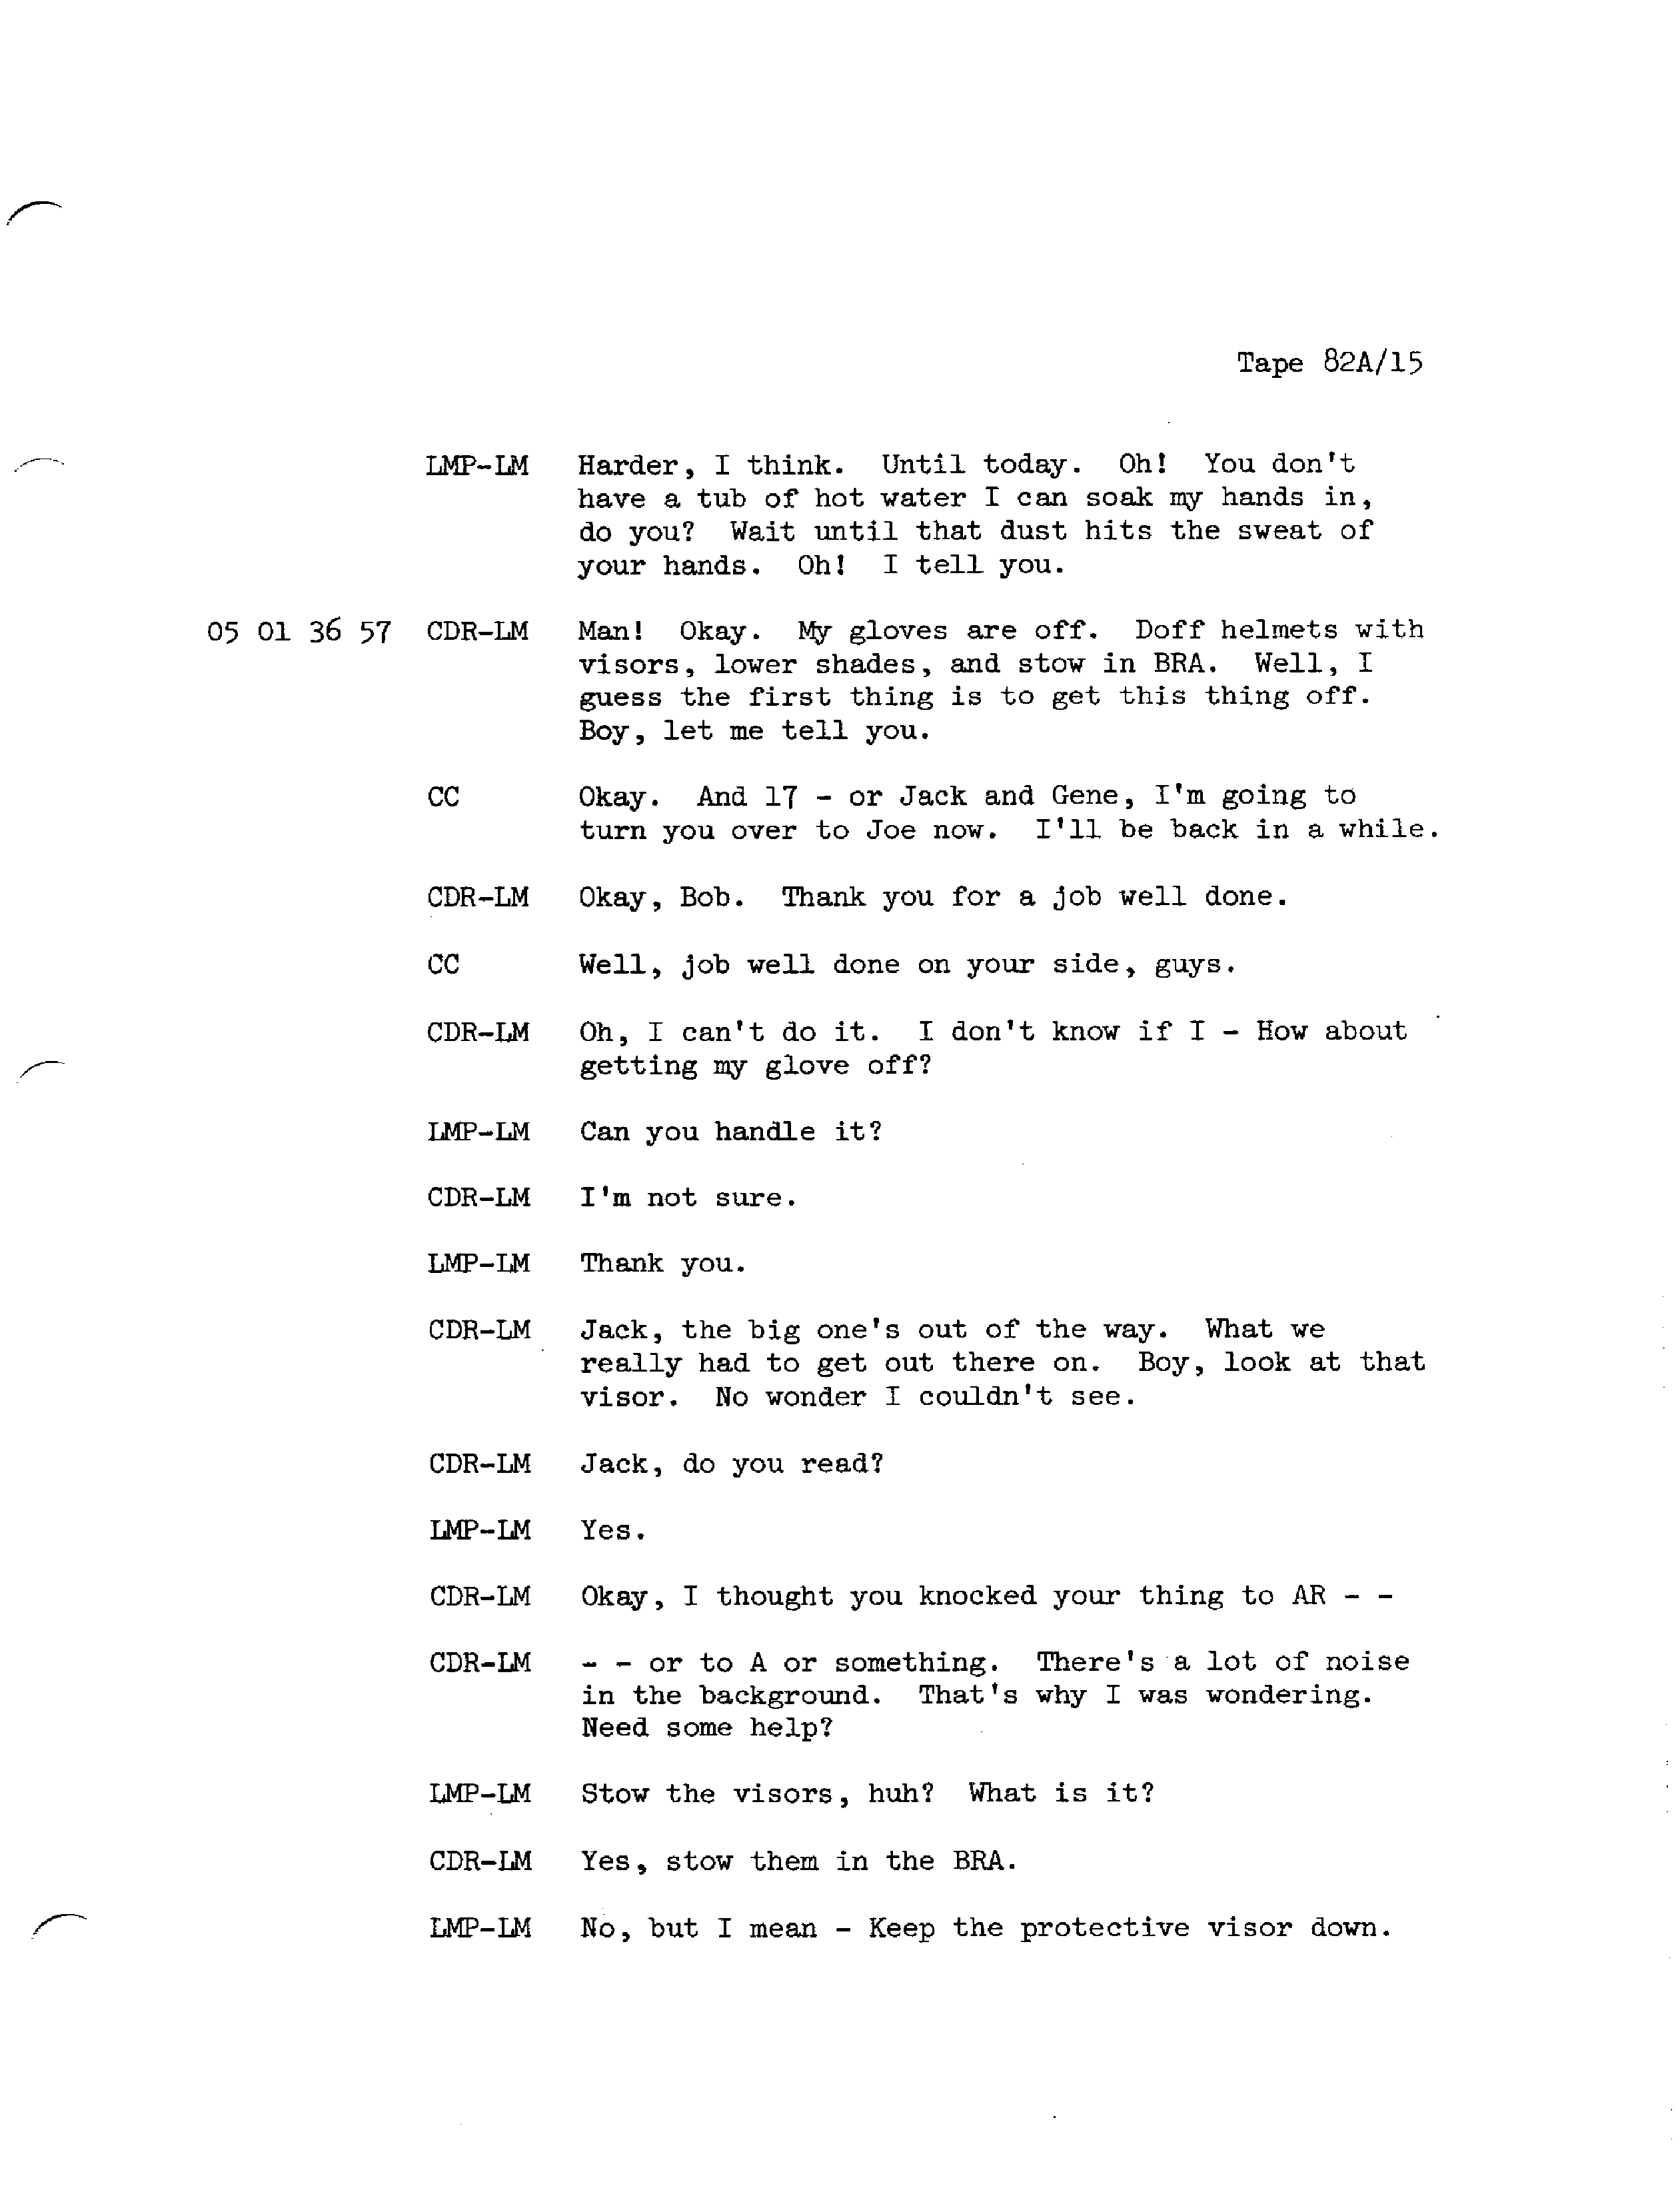 Tape 82A/15
LMP-LM Harder, I think. Until today. Oh! You don't
have a tub of hot water I can soak my hands in,
do you? Wait until that dust hits the sweat of
your hands. Oh! I tell you.
05 01 36 57 CDR-LM Man! Okay. My gloves are off. Doff helmets with
visors, lower shades, and stow in BRA. Well, I
guess the first thing is to get this thing off.
Boy, let me tell you.
CC Okay. And 17 - or Jack and Gene, I'm going to
turn you over to Joe now. I'll be back in a while.
CDR-LM Okay, Bob. Thank you for a job well done.
CC Well, job well done on your side, guys.
CDR-LM Oh, I can't do it. I don't know if I - How about
getting my glove off?
LMP-LM Can you handle it?
CDR-LM I'm not sure.
LMP-LM Thank you.
CDR-LM Jack, the big one's out of the way. What we
really had to get out there on. Boy, look at that
visor. No wonder I couldn't see.
CDR-LM Jack, do you read?
LMP-LM Yes.
CDR-LM Okay, I thought you knocked your thing to AR - -
CDR-LM - - or to A or something. There's a lot of noise
in the background. That's why I was wondering.
Need some help?
LMP-LM Stow the visors, huh? What is it?
CDR-LM Yes, stow them in the BRA.
LMP-LM No, but I mean - Keep the protective visor down.